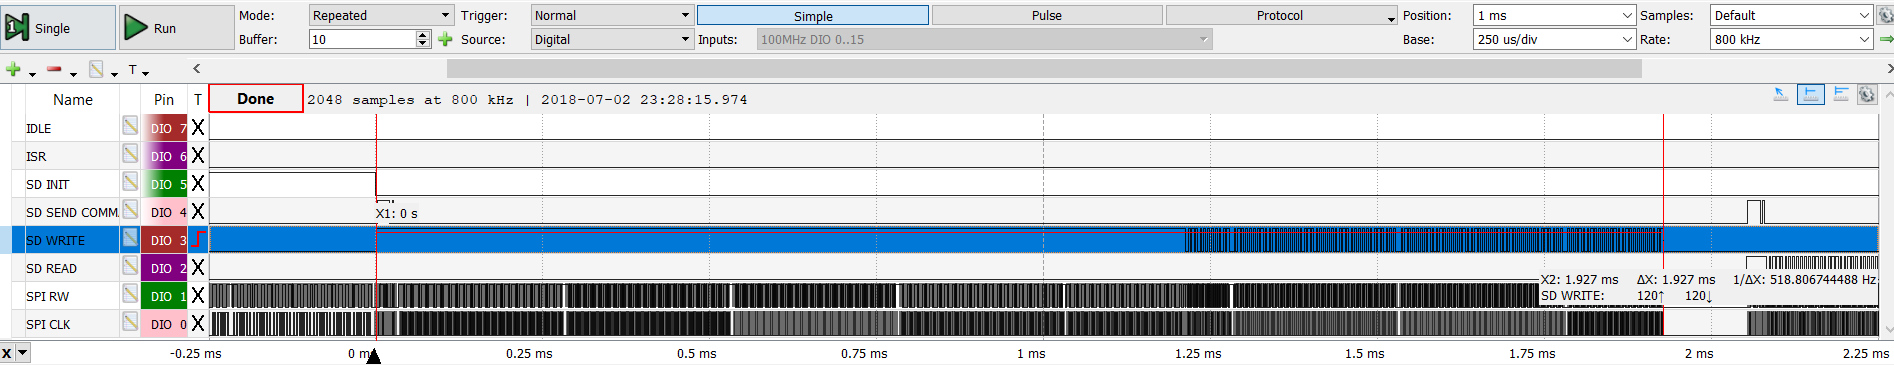 Single Run Mode: Repeated Trigger: Normal Simple Pulse Protocol Position: 1 ms Samples: Default
Buffer: 10 Source: Digital Inputs: 100MHz DIO 0..15 Base: 250 us/div Rate: 800 kHz
T
Name Pin T Done 2048 samples at 800 kHz | 2018-07-02 23:28:15.974
IDLE DIO 7 X
ISR DIO 6 X
SD INIT DIO 5 X
SD SEND COMM DIO 4 X X1: 0 s
SD WRITE DIO 3
SD READ DIO 2 X
X2: 1.927 ms ΔX: 1.927 ms 1/ΔX: 518.806744488 Hz
SPI RW DIO 1 X SD WRITE: 120↑ 120↓
SPI CLK DIO 0 X
X -0.25 ms 0 ms 0.25 ms 0.5 ms 0.75 ms 1 ms 1.25 ms 1.5 ms 1.75 ms 2 ms 2.25 ms